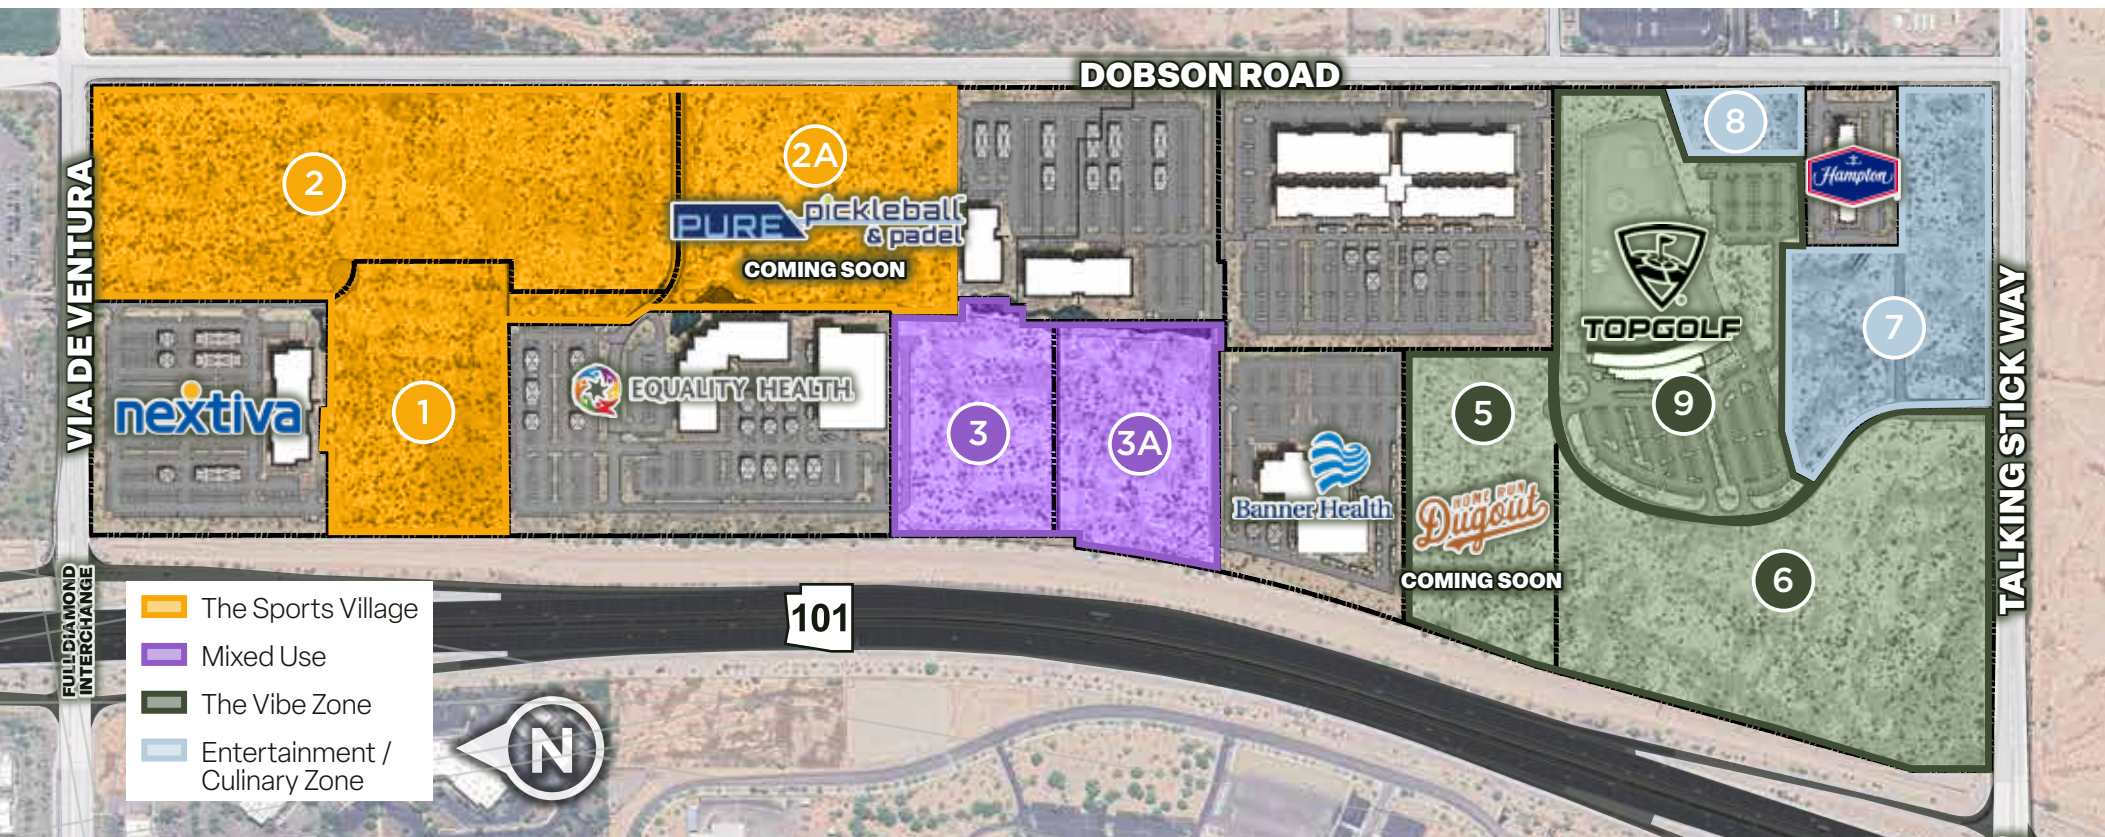 DOBSON ROAD
VIA DE VENTURA
TALKING STICK WAY
FULL DIAMOND
INTERCHANGE
2
2A
PURE pickleball
& padel
COMING SOON
8
Hampton
TOPGOLF
7
nextiva
1
EQUALITY HEALTH
3
3A
Banner Health
5
HOME RUN
Dugout
COMING SOON
9
6
101
The Sports Village
Mixed Use
The Vibe Zone
Entertainment /
Culinary Zone
N